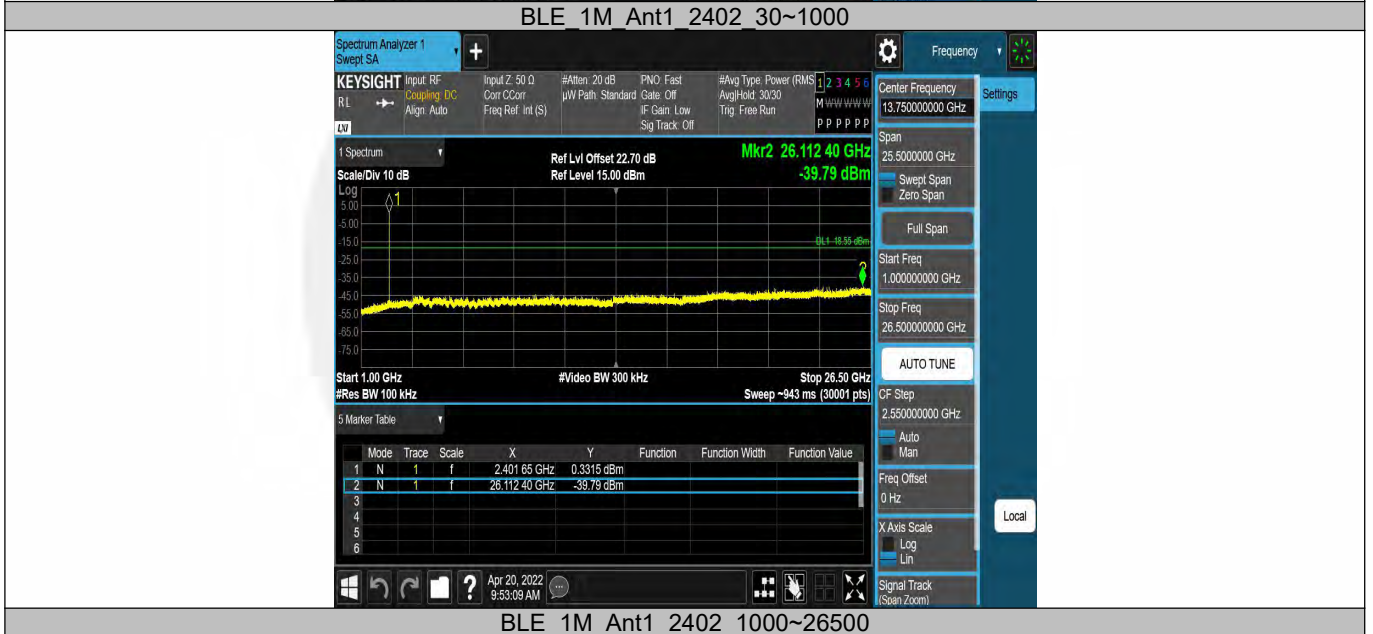 BLE_1M_Ant1_2402_30~1000
Spectrum Analyzer 1
Swept SA
+
Frequency
KEYSIGHT
RL
LXI
Input: RF
Coupling: DC
Align: Auto
Input Z: 50 Ω
Corr CCorr
Freq Ref: Int (S)
#Atten: 20 dB
µW Path: Standard
PNO: Fast
Gate: Off
IF Gain: Low
Sig Track: Off
#Avg Type: Power (RMS
Avg|Hold: 30/30
Trig: Free Run
1 2 3 4 5 6
M W W W W W
P P P P P P
Settings
Center Frequency
13.750000000 GHz
Span
25.5000000 GHz
Swept Span
Zero Span
Full Span
Start Freq
1.000000000 GHz
Stop Freq
26.500000000 GHz
AUTO TUNE
CF Step
2.550000000 GHz
Auto
Man
Freq Offset
0 Hz
X Axis Scale
Log
Lin
Signal Track
(Span Zoom)
Local
1 Spectrum
Scale/Div 10 dB
Ref Lvl Offset 22.70 dB
Ref Level 15.00 dBm
Mkr2 26.112 40 GHz
-39.79 dBm
Log
5.00
-5.00
-15.0
-25.0
-35.0
-45.0
-55.0
-65.0
-75.0
1
DL1 -18.55 dBm
2
Start 1.00 GHz
#Video BW 300 kHz
Stop 26.50 GHz
#Res BW 100 kHz
Sweep ~943 ms (30001 pts)
5 Marker Table
Mode Trace Scale X Y Function Function Width Function Value
1 N 1 f 2.401 65 GHz 0.3315 dBm
2 N 1 f 26.112 40 GHz -39.79 dBm
3
4
5
6
?
Apr 20, 2022
9:53:09 AM
BLE_1M_Ant1_2402_1000~26500